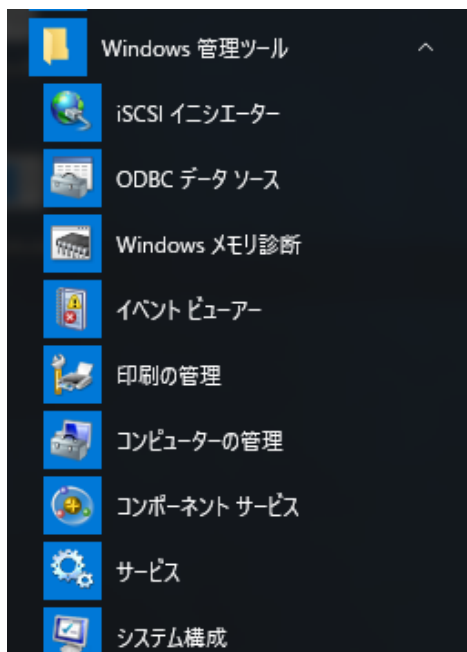 Windows 管理ツール
iSCSI イニシエーター
ODBC データ ソース
Windows メモリ診断
イベント ビューアー
印刷の管理
コンピューターの管理
コンポーネント サービス
サービス
システム構成